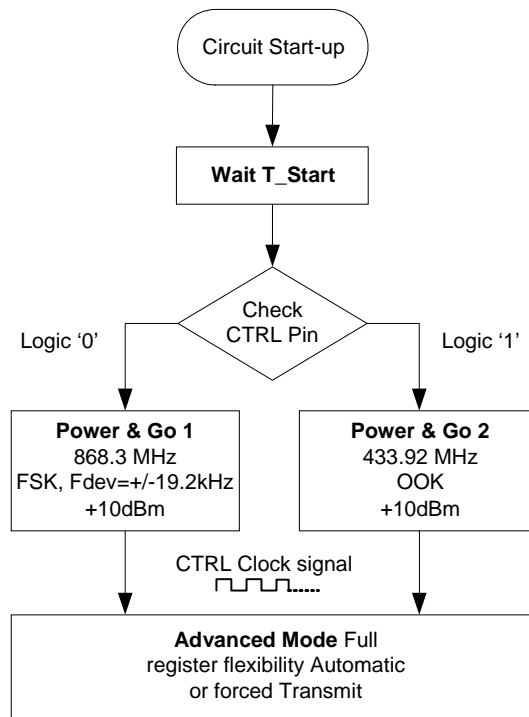 Circuit Start-up
Wait T_Start
Check
CTRL Pin
Logic ‘0’
Logic ‘1’
Power & Go 1
868.3 MHz
FSK, Fdev=+/-19.2kHz
+10dBm
Power & Go 2
433.92 MHz
OOK
+10dBm
CTRL Clock signal
Advanced Mode Full
register flexibility Automatic
or forced Transmit